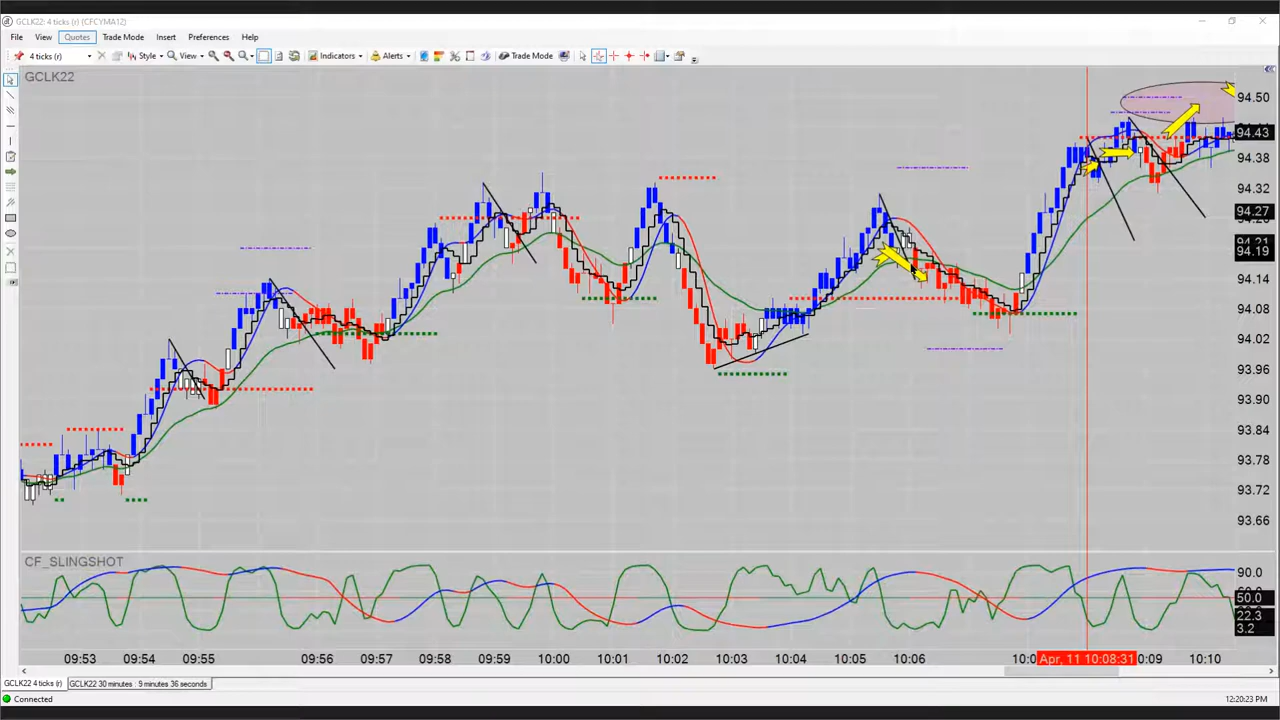 GCLK22: 4 ticks (r) (CFCYMA12)
File View Quotes Trade Mode Insert Preferences Help
4 ticks (r) Style View Indicators Alerts Trade Mode
GCLK22
94.50
94.43
94.38
94.32
94.27
94.21
94.19
94.14
94.08
94.02
93.96
93.90
93.84
93.78
93.72
93.66
CF_SLINGSHOT
90.0
50.0
22.3
3.2
09:53 09:54 09:55 09:56 09:57 09:58 09:59 10:00 10:01 10:02 10:03 10:04 10:05 10:06 Apr, 11 10:08:31 10:10
GCLK22 4 ticks (r) GCLK22 30 minutes : 9 minutes 36 seconds
Connected 12:20:23 PM